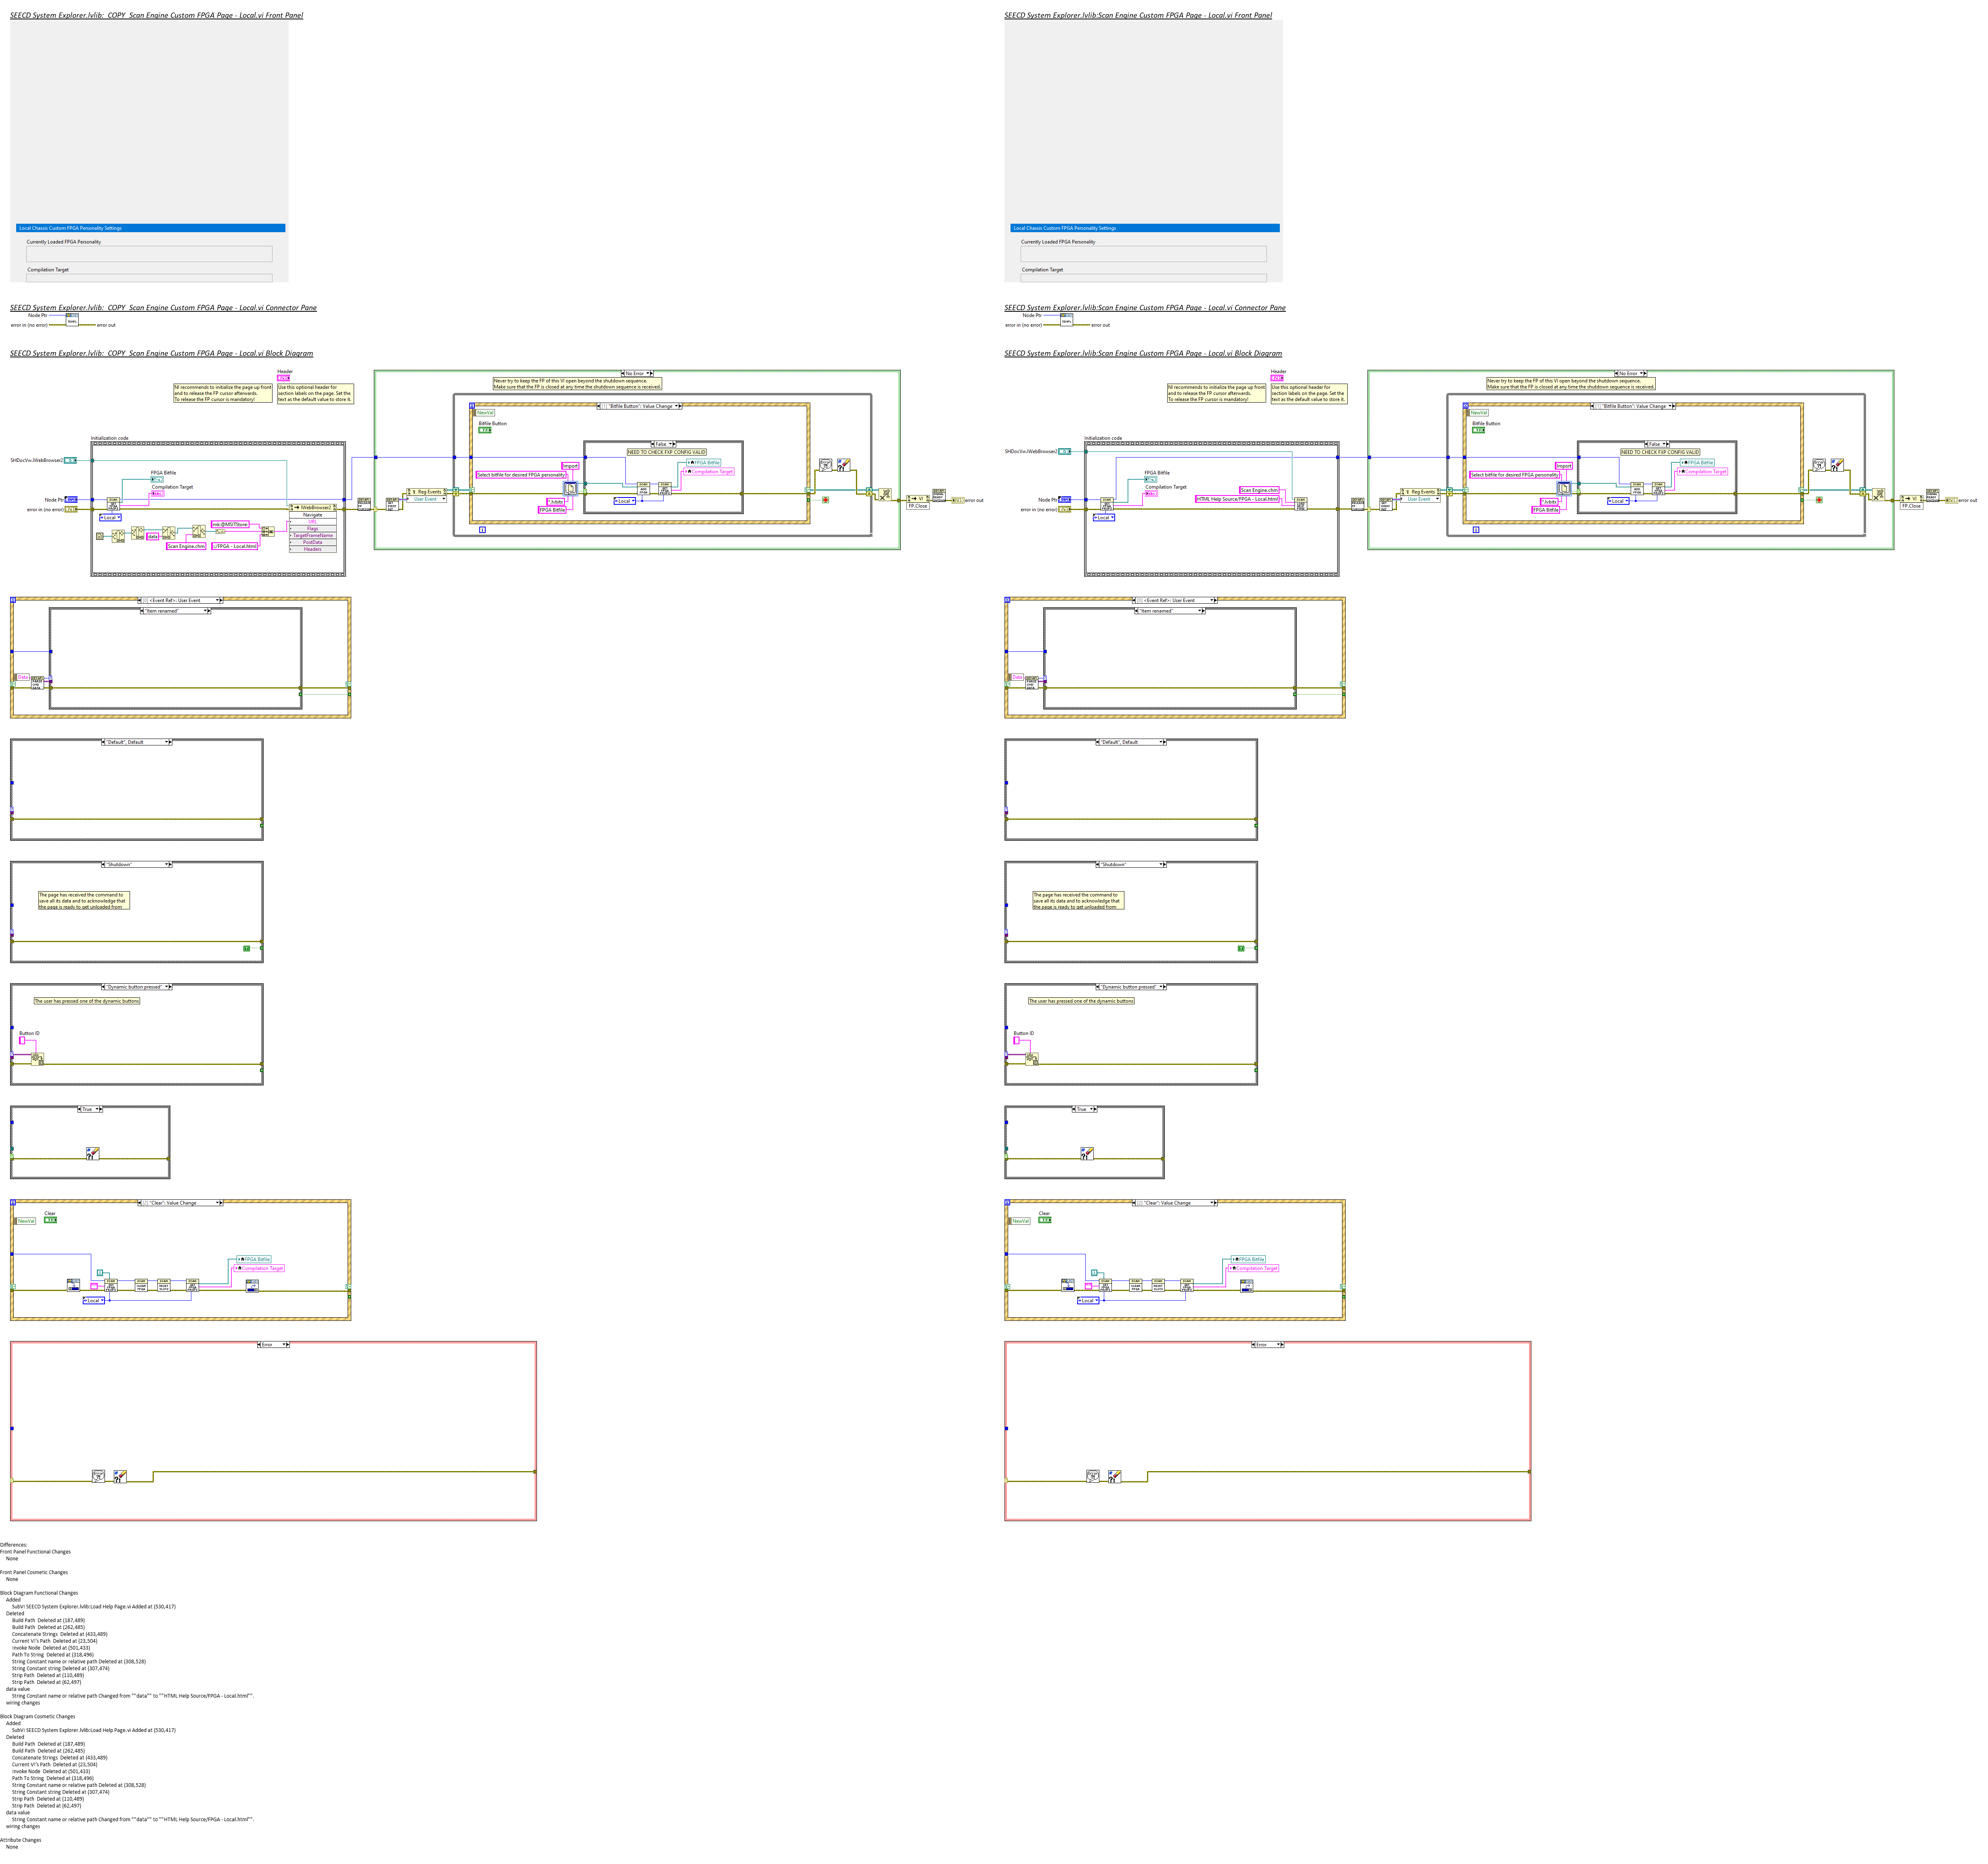 SEECD System Explorer.lvlib:_COPY_Scan Engine Custom FPGA Page - Local.vi Front Panel
Local Chassis Custom FPGA Personality Settings
Currently Loaded FPGA Personality
Compilation Target
SEECD System Explorer.lvlib:_COPY_Scan Engine Custom FPGA Page - Local.vi Connector Pane
Node Ptr
error in (no error)
error out
SEECD System Explorer.lvlib:_COPY_Scan Engine Custom FPGA Page - Local.vi Block Diagram
Header
NI recommends to initialize the page up front
and to release the FP cursor afterwards.
To release the FP cursor is mandatory!
Use this optional header for
section labels on the page. Set the
text as the default value to store it.
No Error
Never try to keep the FP of this VI open beyond the shutdown sequence.
Make sure that the FP is closed at any time the shutdown sequence is received.
[1] "Bitfile Button": Value Change
NewVal
Bitfile Button
False
NEED TO CHECK FXP CONFIG VALID
Import
Select bitfile for desired FPGA personality
FPGA Bitfile
Compilation Target
*.lvbitx
FPGA Bitfile
Local
Initialization code
SHDocVw.IWebBrowser2
FPGA Bitfile
Compilation Target
Node Ptr
error in (no error)
Local
data
Scan Engine.chm
mk:@MSITStore:
::/FPGA - Local.html
IWebBrowser2
Navigate
URL
Flags
TargetFrameName
PostData
Headers
Reg Events
User Event
VI
FP.Close
error out
[0] <Event Ref>: User Event
"Item renamed"
Data
"Default", Default
"Shutdown"
The page has received the command to
save all its data and to acknowledge that
the page is ready to get unloaded from
"Dynamic button pressed"
The user has pressed one of the dynamic buttons
Button ID
True
[2] "Clear": Value Change
NewVal
Clear
FPGA Bitfile
Compilation Target
Local
Error
SEECD System Explorer.lvlib:Scan Engine Custom FPGA Page - Local.vi Front Panel
Local Chassis Custom FPGA Personality Settings
Currently Loaded FPGA Personality
Compilation Target
SEECD System Explorer.lvlib:Scan Engine Custom FPGA Page - Local.vi Connector Pane
Node Ptr
error in (no error)
error out
SEECD System Explorer.lvlib:Scan Engine Custom FPGA Page - Local.vi Block Diagram
Header
NI recommends to initialize the page up front
and to release the FP cursor afterwards.
To release the FP cursor is mandatory!
Use this optional header for
section labels on the page. Set the
text as the default value to store it.
No Error
Never try to keep the FP of this VI open beyond the shutdown sequence.
Make sure that the FP is closed at any time the shutdown sequence is received.
[1] "Bitfile Button": Value Change
NewVal
Bitfile Button
False
NEED TO CHECK FXP CONFIG VALID
Import
Select bitfile for desired FPGA personality
FPGA Bitfile
Compilation Target
*.lvbitx
FPGA Bitfile
Local
Initialization code
SHDocVw.IWebBrowser2
FPGA Bitfile
Compilation Target
Node Ptr
error in (no error)
Local
Scan Engine.chm
HTML Help Source/FPGA - Local.html
Reg Events
User Event
VI
FP.Close
error out
[0] <Event Ref>: User Event
"Item renamed"
Data
"Default", Default
"Shutdown"
The page has received the command to
save all its data and to acknowledge that
the page is ready to get unloaded from
"Dynamic button pressed"
The user has pressed one of the dynamic buttons
Button ID
True
[2] "Clear": Value Change
NewVal
Clear
FPGA Bitfile
Compilation Target
Local
Error
Differences:
Front Panel Functional Changes
None
Front Panel Cosmetic Changes
None
Block Diagram Functional Changes
Added
SubVI SEECD System Explorer.lvlib:Load Help Page.vi Added at (530,417)
Deleted
Build Path  Deleted at (187,489)
Build Path  Deleted at (262,485)
Concatenate Strings  Deleted at (433,489)
Current VI's Path  Deleted at (23,504)
Invoke Node  Deleted at (501,433)
Path To String  Deleted at (318,496)
String Constant name or relative path Deleted at (308,528)
String Constant string Deleted at (307,474)
Strip Path  Deleted at (110,489)
Strip Path  Deleted at (62,497)
data value
String Constant name or relative path Changed from ""data"" to ""HTML Help Source/FPGA - Local.html"".
wiring changes
Block Diagram Cosmetic Changes
Added
SubVI SEECD System Explorer.lvlib:Load Help Page.vi Added at (530,417)
Deleted
Build Path  Deleted at (187,489)
Build Path  Deleted at (262,485)
Concatenate Strings  Deleted at (433,489)
Current VI's Path  Deleted at (23,504)
Invoke Node  Deleted at (501,433)
Path To String  Deleted at (318,496)
String Constant name or relative path Deleted at (308,528)
String Constant string Deleted at (307,474)
Strip Path  Deleted at (110,489)
Strip Path  Deleted at (62,497)
data value
String Constant name or relative path Changed from ""data"" to ""HTML Help Source/FPGA - Local.html"".
wiring changes
Attribute Changes
None